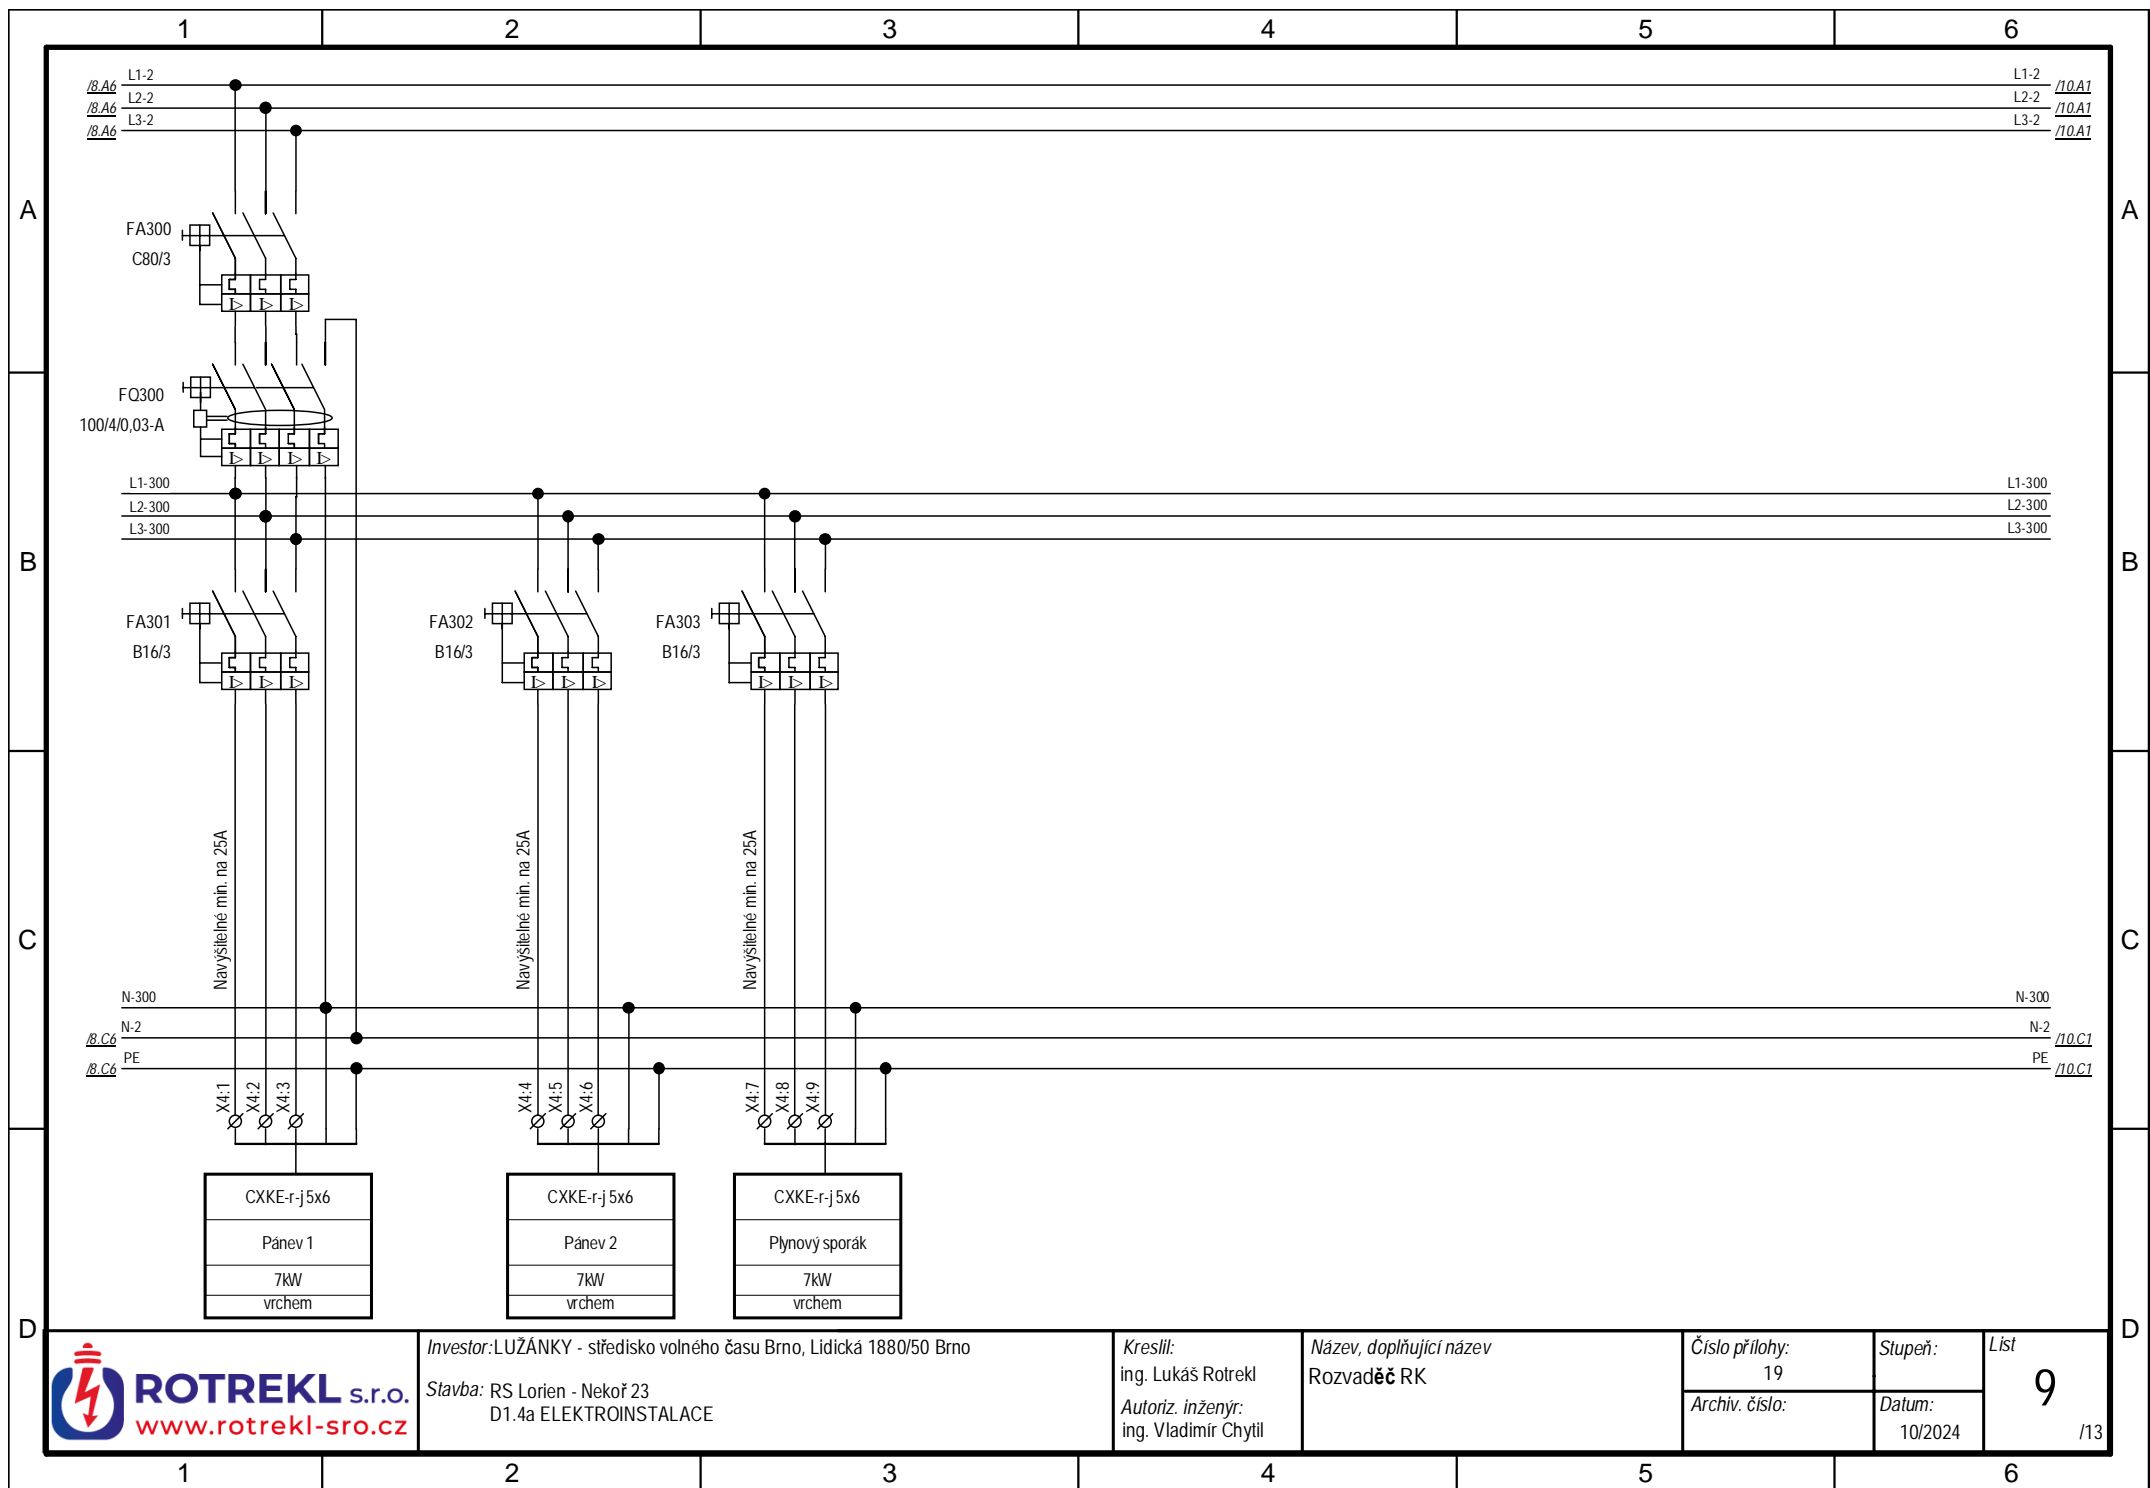 1 2 3 4 5 6
/8.A6 L1-2 L1-2 /10.A1
/8.A6 L2-2 L2-2 /10.A1
/8.A6 L3-2 L3-2 /10.A1
A A
FA300
C80/3
I> I> I>
FQ300
100/4/0,03-A
I> I> I> I>
L1-300 L1-300
L2-300 L2-300
L3-300 L3-300
B B
FA301 FA302 FA303
B16/3 B16/3 B16/3
I> I> I> I> I> I> I> I> I>
Navýšitelné min. na 25A Navýšitelné min. na 25A Navýšitelné min. na 25A
C C
N-300 N-300
/8.C6 N-2 N-2 /10.C1
/8.C6 PE PE /10.C1
X4:1 X4:2 X4:3 X4:4 X4:5 X4:6 X4:7 X4:8 X4:9
CXKE-r-j 5x6 CXKE-r-j 5x6 CXKE-r-j 5x6
Pánev 1 Pánev 2 Plynový sporák
7kW 7kW 7kW
vrchem vrchem vrchem
D D
ROTREKL s.r.o.
www.rotrekl-sro.cz
Investor: LUŽÁNKY - středisko volného času Brno, Lidická 1880/50 Brno
Stavba: RS Lorien - Nekoř 23
D1.4a ELEKTROINSTALACE
Kreslil:
ing. Lukáš Rotrekl
Autoriz. inženýr:
ing. Vladimír Chytil
Název, doplňující název
Rozvaděč RK
Číslo přílohy:
19
Archiv. číslo:
Stupeň:
Datum:
10/2024
List
9
/13
1 2 3 4 5 6